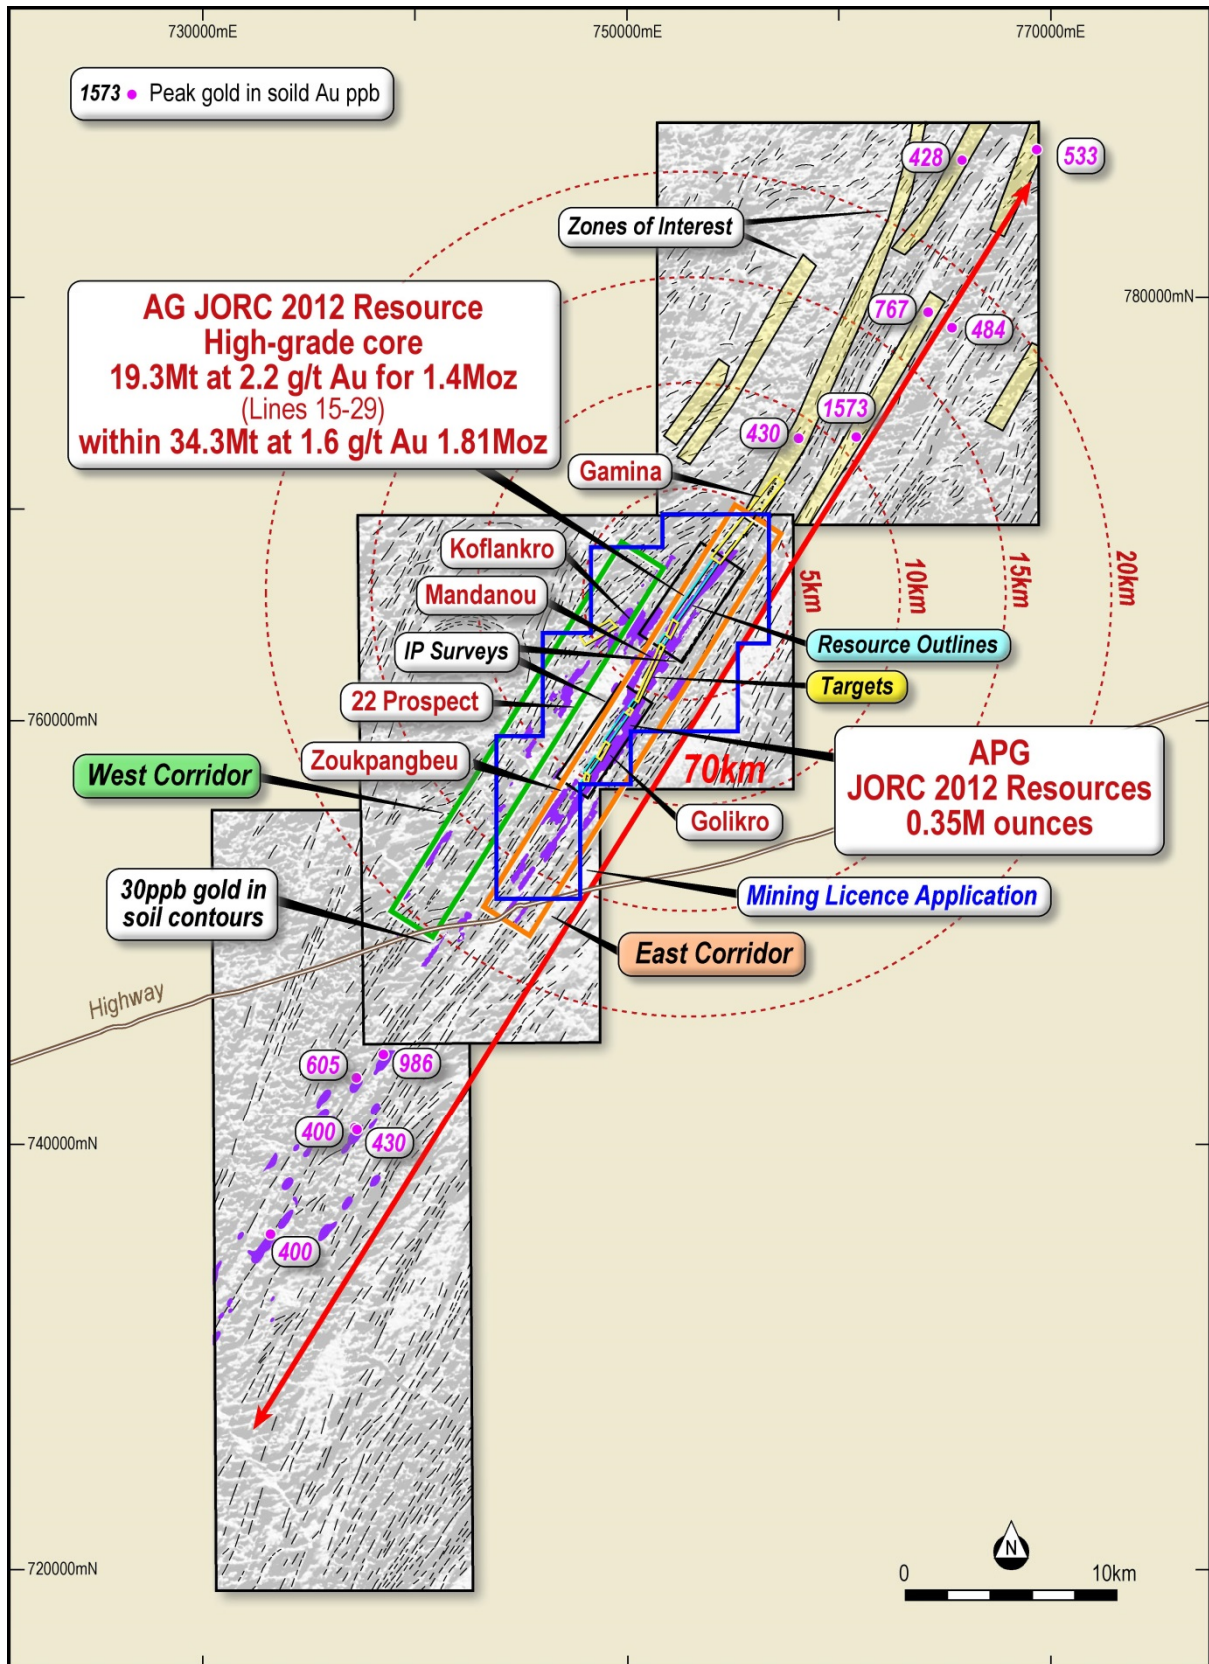 730000mE
750000mE
770000mE
1573 Peak gold in soild Au ppb
428
533
Zones of Interest
780000mN
AG JORC 2012 Resource
High-grade core
19.3Mt at 2.2 g/t Au for 1.4Moz
(Lines 15-29)
within 34.3Mt at 1.6 g/t Au 1.81Moz
767
484
1573
430
Gamina
Koflankro
Mandanou
5km
10km
15km
20km
IP Surveys
Resource Outlines
Targets
22 Prospect
760000mN
Zoukpangbeu
West Corridor
70km
APG
JORC 2012 Resources
0.35M ounces
Golikro
30ppb gold in
soil contours
Mining Licence Application
East Corridor
Highway
605
986
400
430
740000mN
400
N
720000mN
0
10km